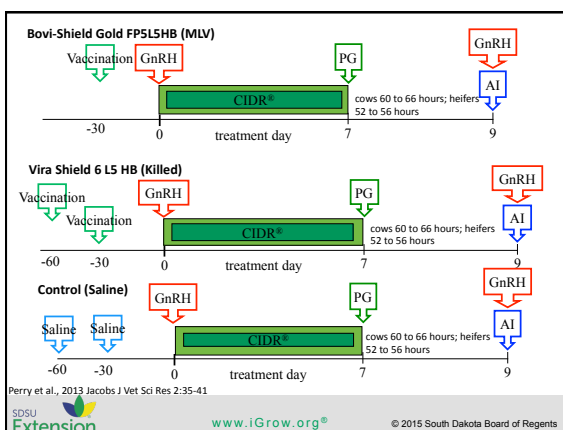 Bovi-Shield Gold FP5L5HB (MLV)
Vaccination GnRH PG GnRH
CIDR® AI
cows 60 to 66 hours; heifers
52 to 56 hours
-30 0 treatment day 7 9
Vira Shield 6 L5 HB (Killed)
Vaccination GnRH PG GnRH
Vaccination CIDR® AI
cows 60 to 66 hours; heifers
52 to 56 hours
-60 -30 0 treatment day 7 9
Control (Saline)
GnRH PG GnRH
Saline Saline CIDR® AI
cows 60 to 66 hours; heifers
52 to 56 hours
-60 -30 0 treatment day 7 9
Perry et al., 2013 Jacobs J Vet Sci Res 2:35-41
SDSU
Extension
www.iGrow.org®
© 2015 South Dakota Board of Regents